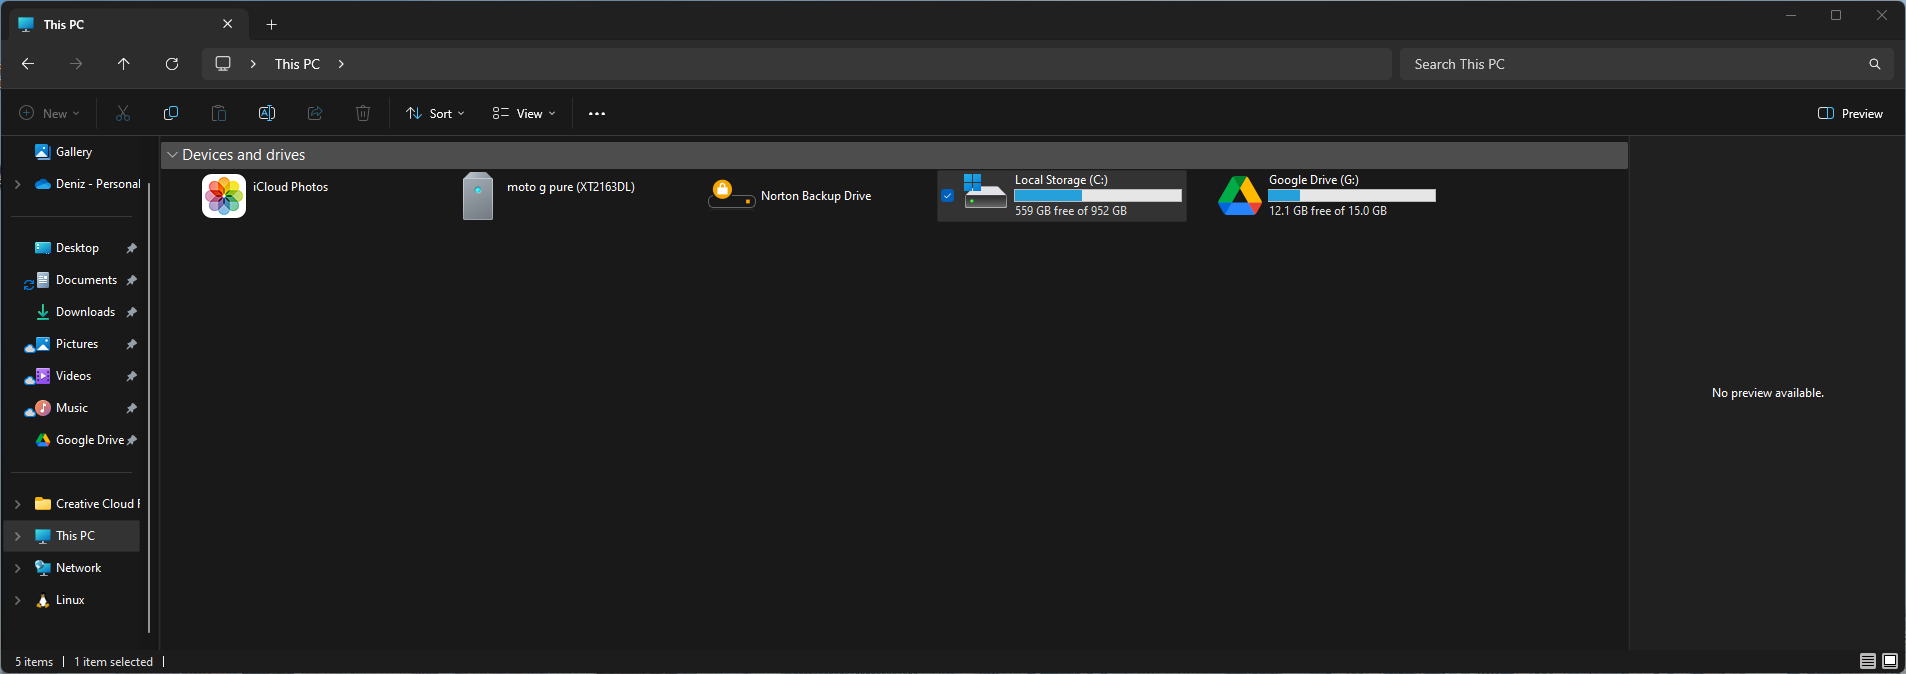 This PC
This PC
Search This PC
New
Sort
View
Preview
Gallery
Deniz - Personal
Desktop
Documents
Downloads
Pictures
Videos
Music
Google Drive
Creative Cloud F
This PC
Network
Linux
Devices and drives
iCloud Photos
moto g pure (XT2163DL)
Norton Backup Drive
Local Storage (C:)
559 GB free of 952 GB
Google Drive (G:)
12.1 GB free of 15.0 GB
No preview available.
5 items
1 item selected